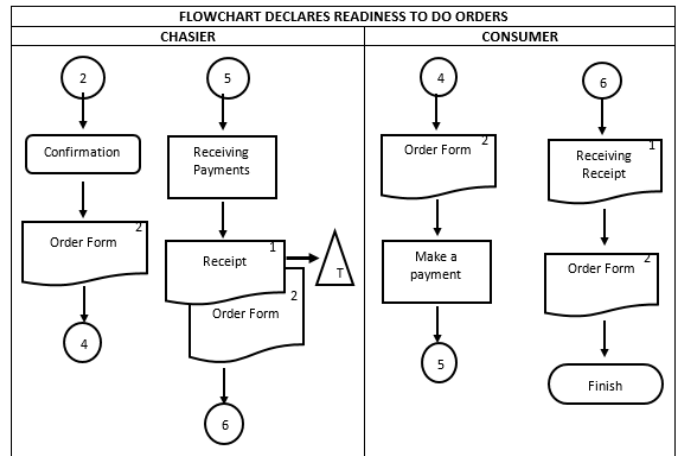 FLOWCHART DECLARES READINESS TO DO ORDERS
CHASIER
CONSUMER
2
Confirmation
Order Form
2
4
5
Receiving
Payments
Receipt
1
T
Order Form
2
6
4
Order Form
2
Make a
payment
5
6
Receiving
Receipt
1
Order Form
2
Finish